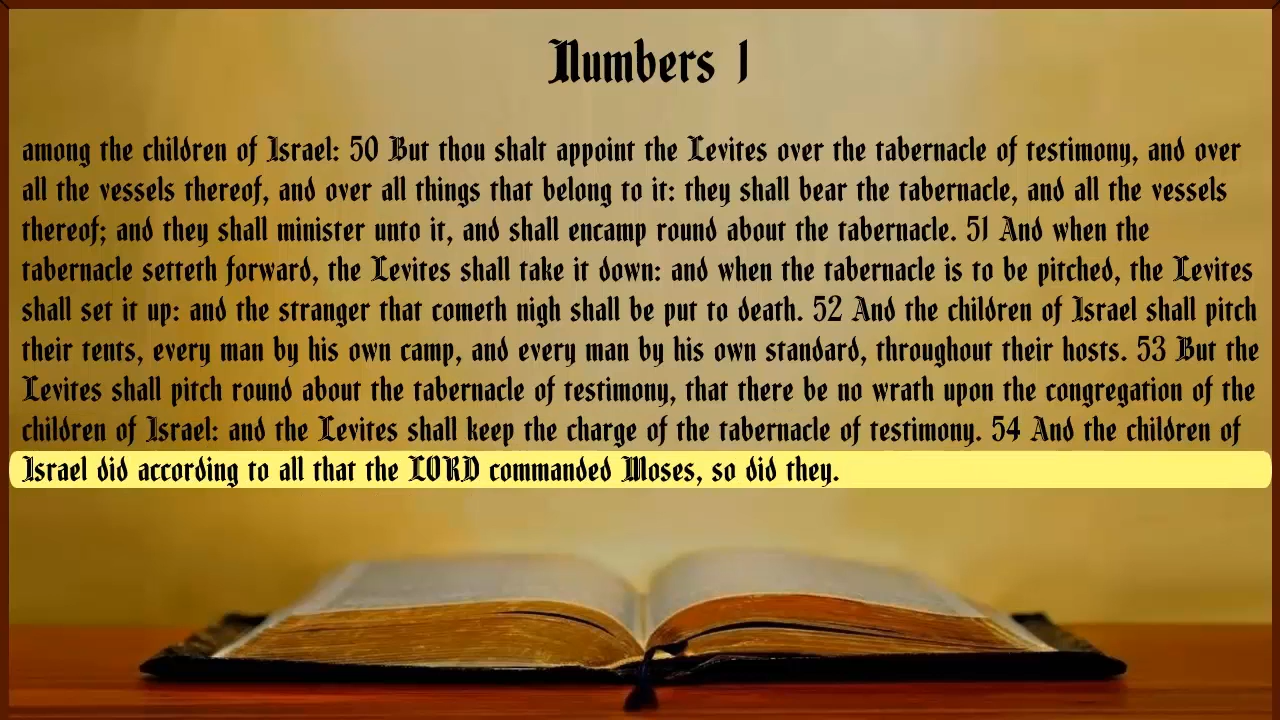 Numbers 1
among the children of Israel: 50 But thou shalt appoint the Levites over the tabernacle of testimony, and over
all the vessels thereof, and over all things that belong to it: they shall bear the tabernacle, and all the vessels
thereof; and they shall minister unto it, and shall encamp round about the tabernacle. 51 And when the
tabernacle setteth forward, the Levites shall take it down: and when the tabernacle is to be pitched, the Levites
shall set it up: and the stranger that cometh nigh shall be put to death. 52 And the children of Israel shall pitch
their tents, every man by his own camp, and every man by his own standard, throughout their hosts. 53 But the
Levites shall pitch round about the tabernacle of testimony, that there be no wrath upon the congregation of the
children of Israel: and the Levites shall keep the charge of the tabernacle of testimony. 54 And the children of
Israel did according to all that the LORD commanded Moses, so did they.